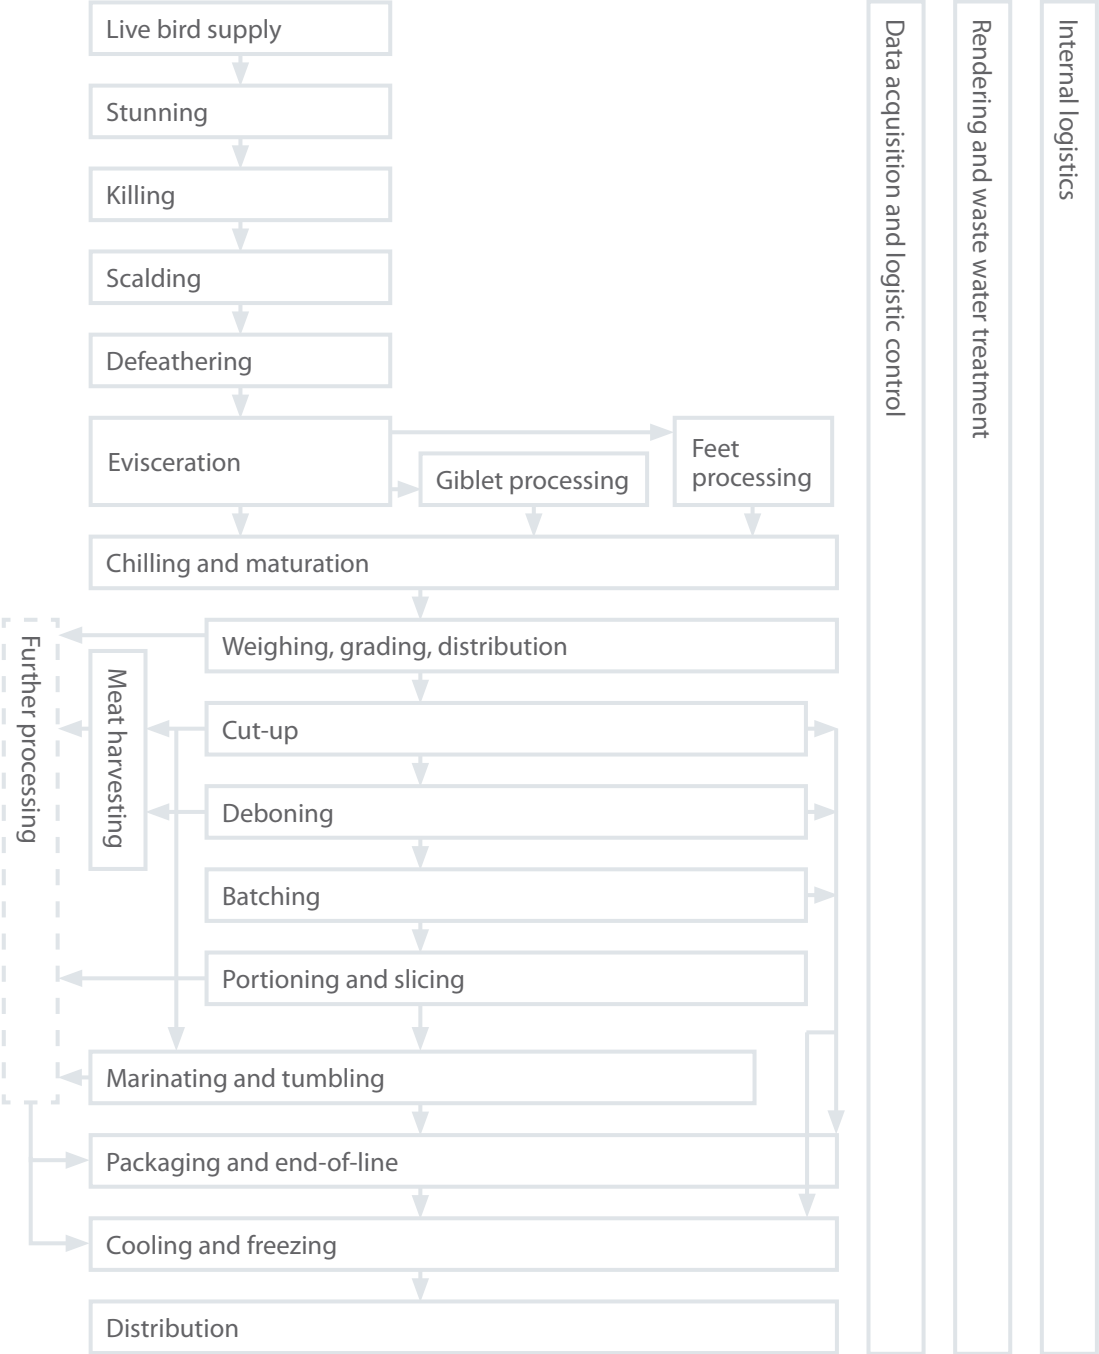 Live bird supply
Stunning
Killing
Scalding
Defeathering
Evisceration
Giblet processing
Feet
processing
Chilling and maturation
Weighing, grading, distribution
Cut-up
Deboning
Batching
Portioning and slicing
Marinating and tumbling
Packaging and end-of-line
Cooling and freezing
Distribution
Further processing
Meat harvesting
Data acquisition and logistic control
Rendering and waste water treatment
Internal logistics